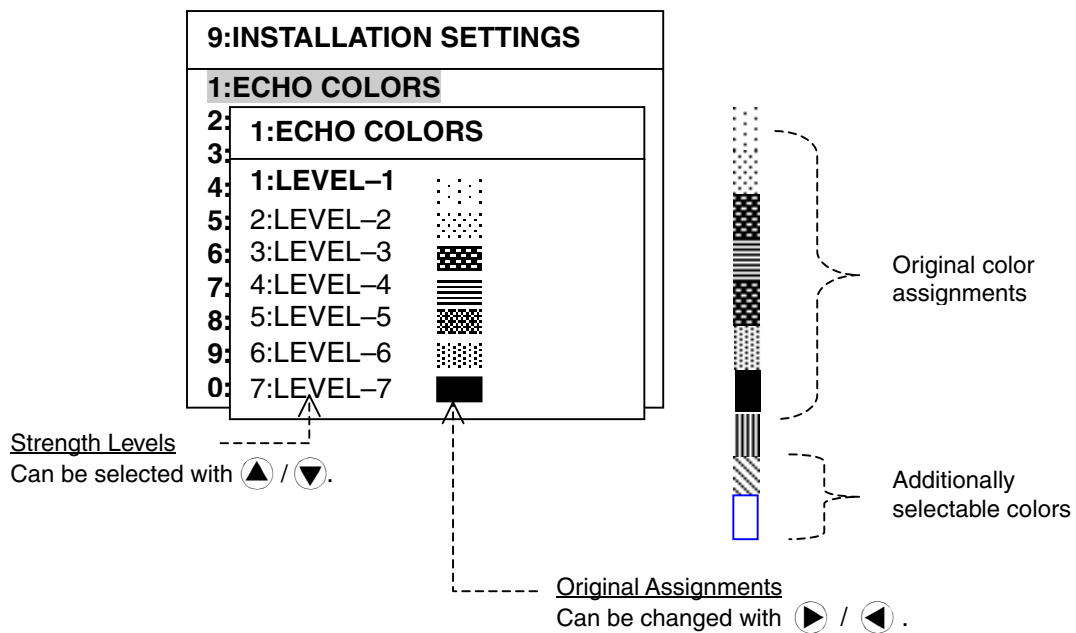 9:INSTALLATION SETTINGS
1:ECHO COLORS
2:
3:
4:
5:
6:
7:
8:
9:
0:
1:ECHO COLORS
1:LEVEL–1
2:LEVEL–2
3:LEVEL–3
4:LEVEL–4
5:LEVEL–5
6:LEVEL–6
7:LEVEL–7
Original color
assignments
Additionally
selectable colors
Strength Levels
Can be selected with ▲ / ▼.
Original Assignments
Can be changed with ▶ / ◀ .